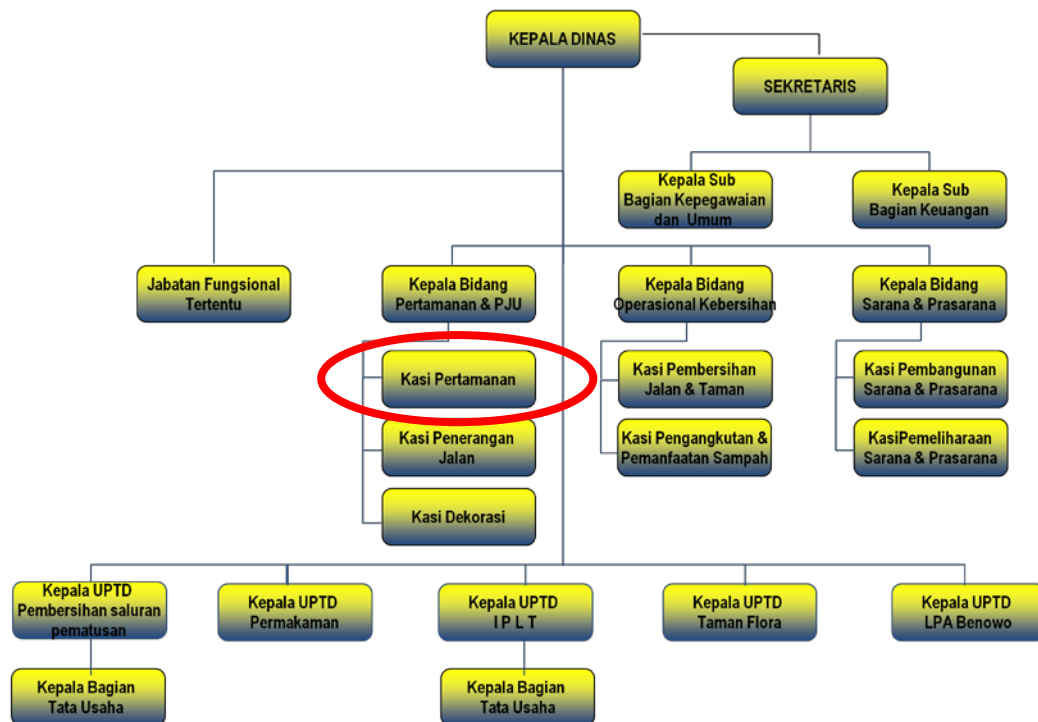 KEPALA DINAS
SEKRETARIS
Kepala Sub
Bagian Kepegawaian
dan Umum
Kepala Sub
Bagian Keuangan
Jabatan Fungsional
Tertentu
Kepala Bidang
Pertamanan & PJU
Kepala Bidang
Operasional Kebersihan
Kepala Bidang
Sarana & Prasarana
Kasi Pertamanan
Kasi Penerangan
Jalan
Kasi Dekorasi
Kasi Pembersihan
Jalan & Taman
Kasi Pengangkutan &
Pemanfaatan Sampah
Kasi Pembangunan
Sarana & Prasarana
KasiPemeliharaan
Sarana & Prasarana
Kepala UPTD
Pembersihan saluran
pematusan
Kepala UPTD
Permakaman
Kepala UPTD
I P L T
Kepala UPTD
Taman Flora
Kepala UPTD
LPA Benowo
Kepala Bagian
Tata Usaha
Kepala Bagian
Tata Usaha